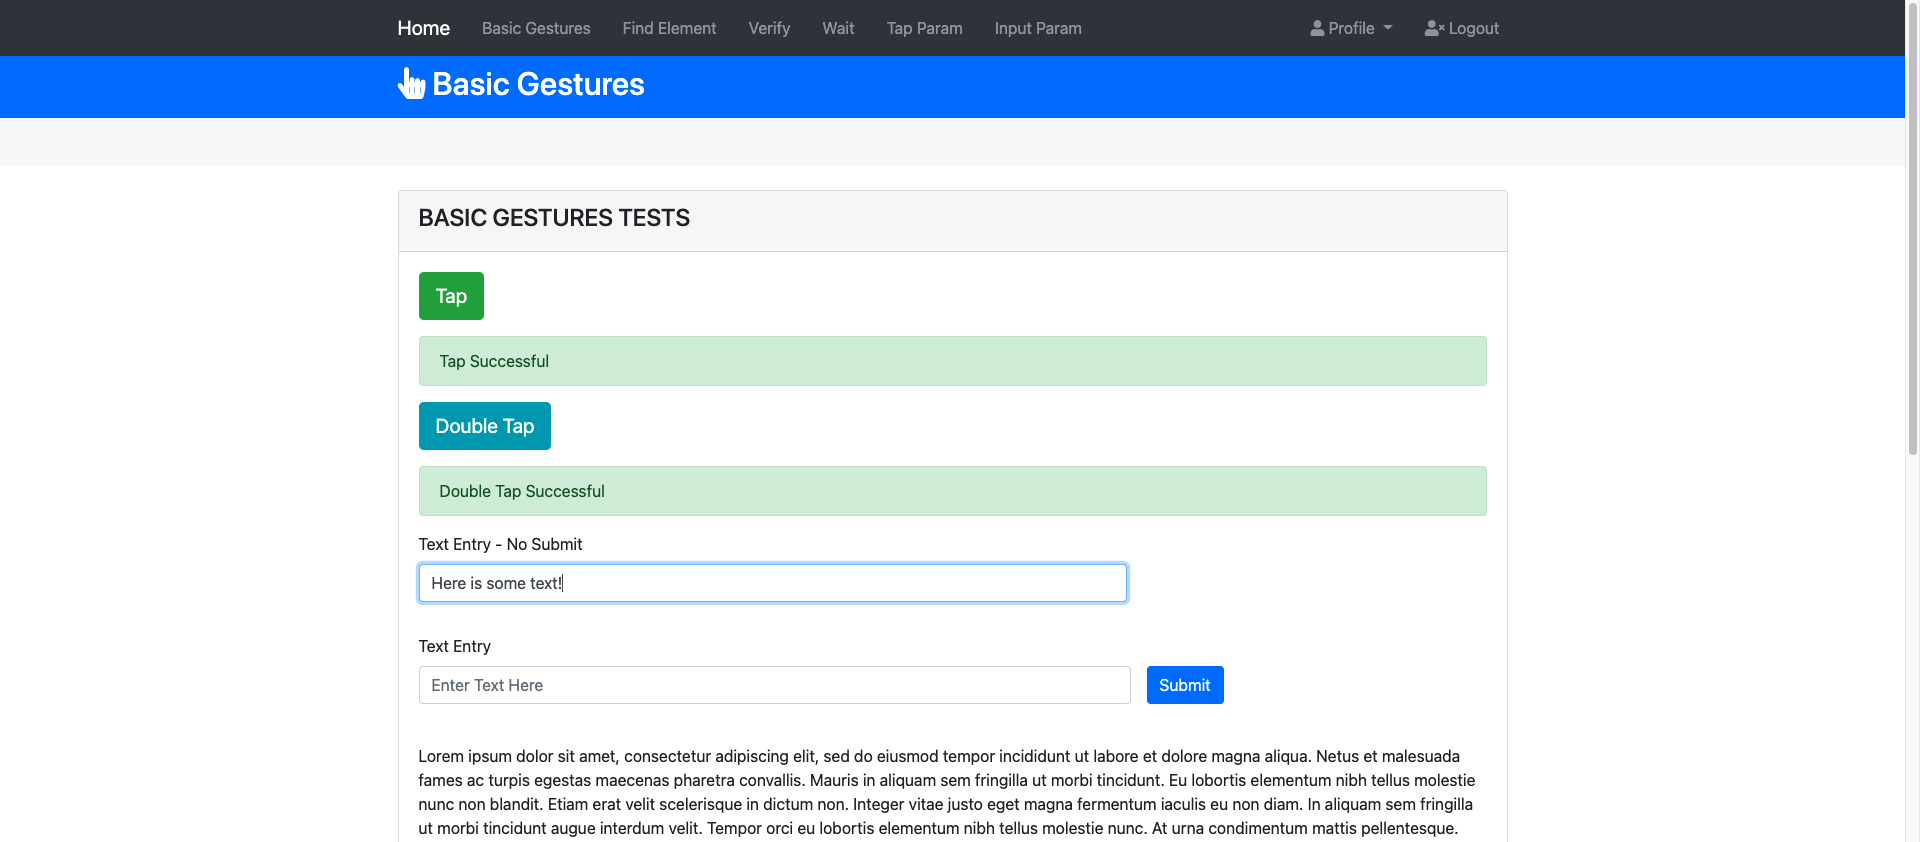 Home Basic Gestures Find Element Verify Wait Tap Param Input Param Profile Logout
Basic Gestures
BASIC GESTURES TESTS
Tap
Tap Successful
Double Tap
Double Tap Successful
Text Entry - No Submit
Here is some text!
Text Entry
Enter Text Here Submit
Lorem ipsum dolor sit amet, consectetur adipiscing elit, sed do eiusmod tempor incididunt ut labore et dolore magna aliqua. Netus et malesuada
fames ac turpis egestas maecenas pharetra convallis. Mauris in aliquam sem fringilla ut morbi tincidunt. Eu lobortis elementum nibh tellus molestie
nunc non blandit. Etiam erat velit scelerisque in dictum non. Integer vitae justo eget magna fermentum iaculis eu non diam. In aliquam sem fringilla
ut morbi tincidunt augue interdum velit. Tempor orci eu lobortis elementum nibh tellus molestie nunc. At urna condimentum mattis pellentesque.